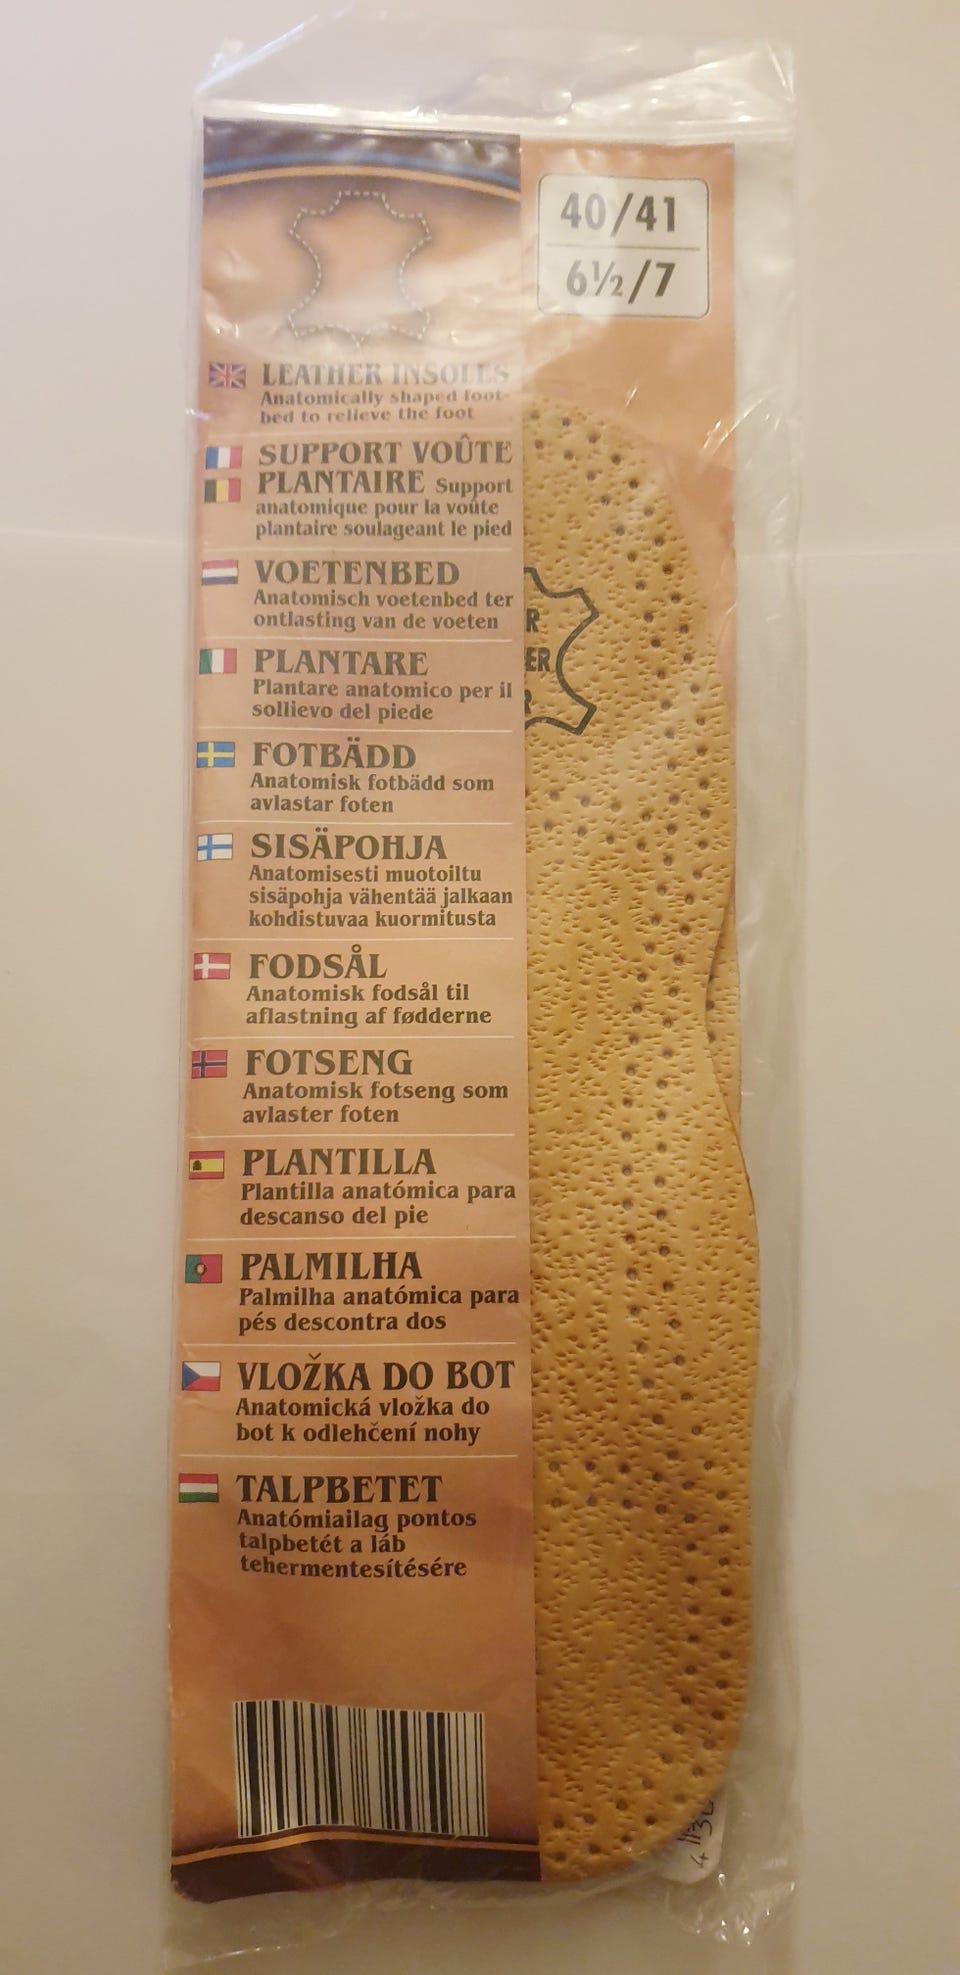 40/41
6½/7
LEATHER INSOLES
Anatomically shaped foot-
bed to relieve the foot
SUPPORT VOÛTE
PLANTAIRE Support
anatomique pour la voûte
plantaire soulageant le pied
VOETENBED
Anatomisch voetenbed ter
ontlasting van de voeten
PLANTARE
Plantare anatomico per il
sollievo del piede
FOTBÄDD
Anatomisk fotbädd som
avlastar foten
SISÄPOHJA
Anatomisesti muotoiltu
sisäpohja vähentää jalkaan
kohdistuvaa kuormitusta
FODSÅL
Anatomisk fodsål til
aflastning af fødderne
FOTSENG
Anatomisk fotseng som
avlaster foten
PLANTILLA
Plantilla anatómica para
descanso del pie
PALMILHA
Palmilha anatómica para
pés descontra dos
VLOŽKA DO BOT
Anatomická vložka do
bot k odlehčení nohy
TALPBETET
Anatómiailag pontos
talpbetét a láb
tehermentesítésére
R
ER
R